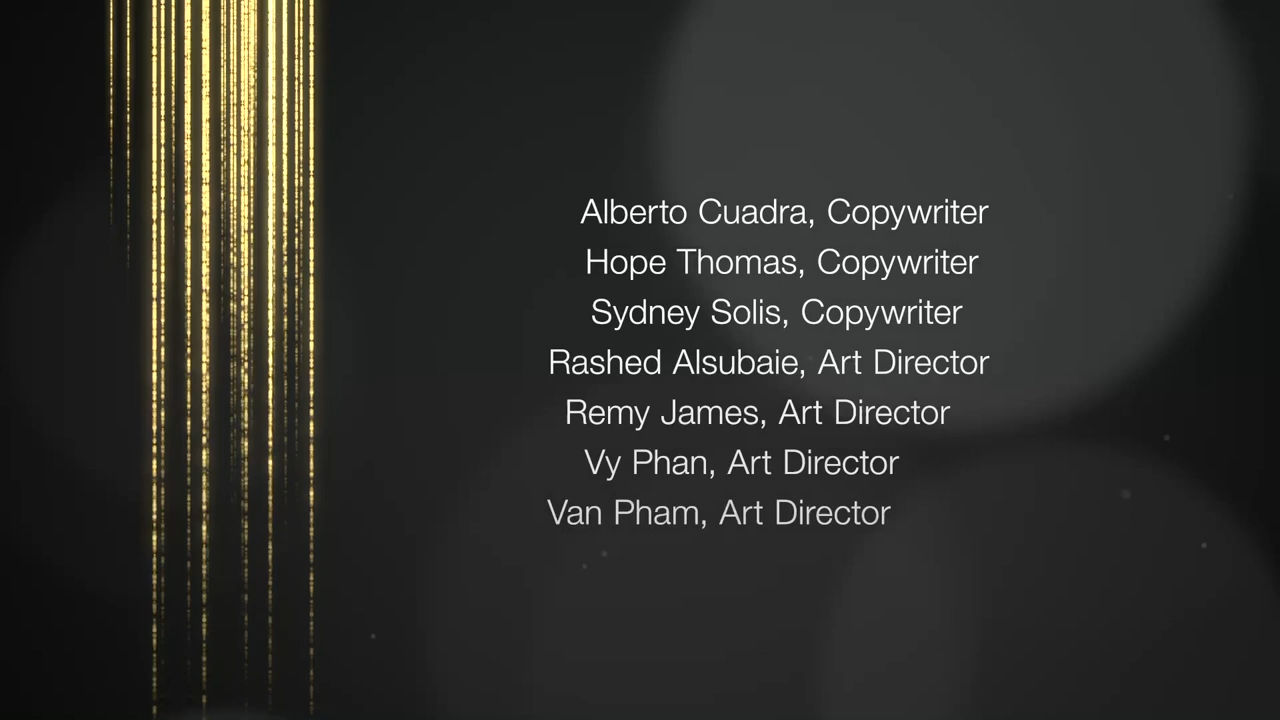 Alberto Cuadra, Copywriter
Hope Thomas, Copywriter
Sydney Solis, Copywriter
Rashed Alsubaie, Art Director
Remy James, Art Director
Vy Phan, Art Director
Van Pham, Art Director